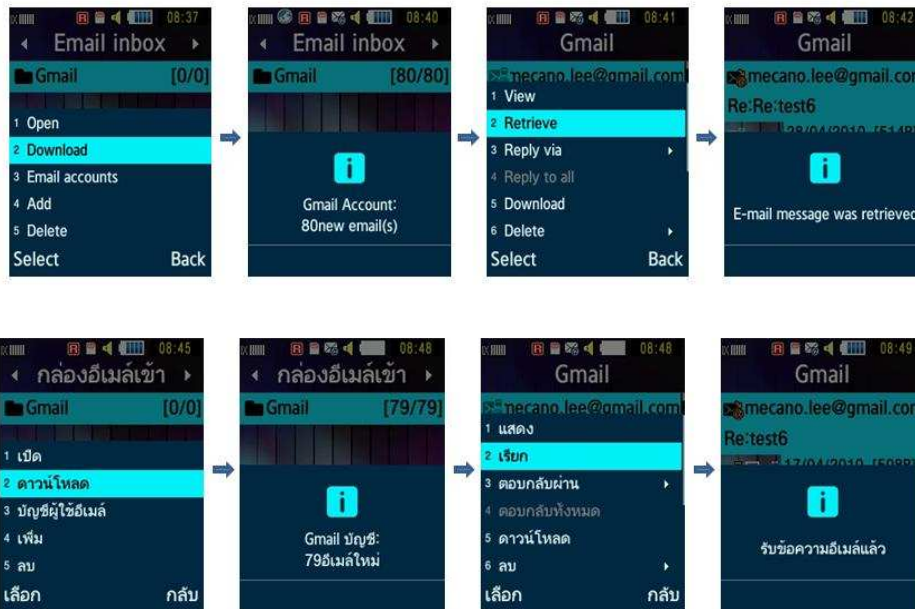 08:37
Email inbox
Gmail [0/0]
1 Open
2 Download
3 Email accounts
4 Add
5 Delete
Select Back
08:40
Email inbox
Gmail [80/80]
Gmail Account:
80new email(s)
08:41
Gmail
mecano.lee@gmail.com
1 View
2 Retrieve
3 Reply via
4 Reply to all
5 Download
6 Delete
Select Back
08:42
Gmail
mecano.lee@gmail.com
Re:Re:test6
28/04/2010
E-mail message was retrieved
08:45
กล่องอีเมล์เข้า
Gmail [0/0]
1 เปิด
2 ดาวน์โหลด
3 บัญชีผู้ใช้อีเมล์
4 เพิ่ม
5 ลบ
เลือก กลับ
08:48
กล่องอีเมล์เข้า
Gmail [79/79]
Gmail บัญชี:
79อีเมล์ใหม่
08:48
Gmail
mecano.lee@gmail.com
1 แสดง
2 เรียก
3 ตอบกลับผ่าน
4 ตอบกลับทั้งหมด
5 ดาวน์โหลด
6 ลบ
เลือก กลับ
08:49
Gmail
mecano.lee@gmail.com
Re:test6
17/04/2010
รับข้อความอีเมล์แล้ว